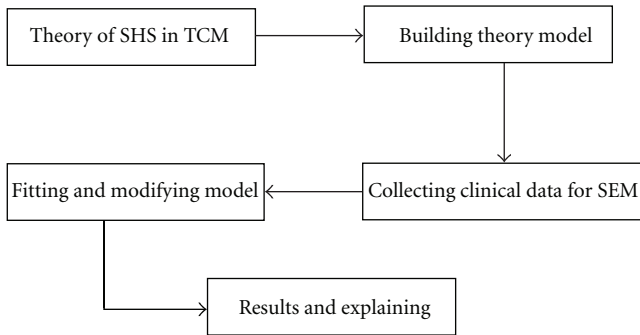 Theory of SHS in TCM
Building theory model
Collecting clinical data for SEM
Fitting and modifying model
Results and explaining